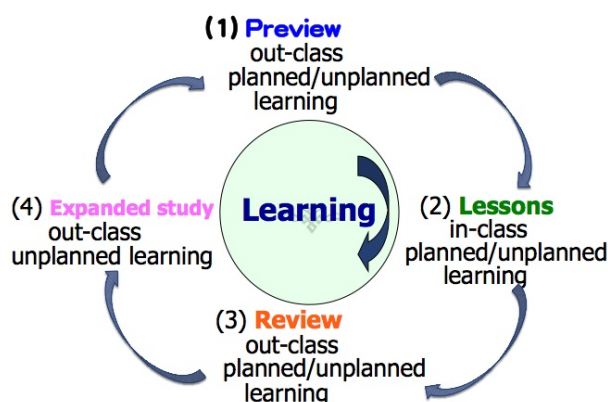 (1) Preview
out-class
planned/unplanned
learning
(2) Lessons
in-class
planned/unplanned
learning
(3) Review
out-class
planned/unplanned
learning
(4) Expanded study
out-class
unplanned learning
Learning